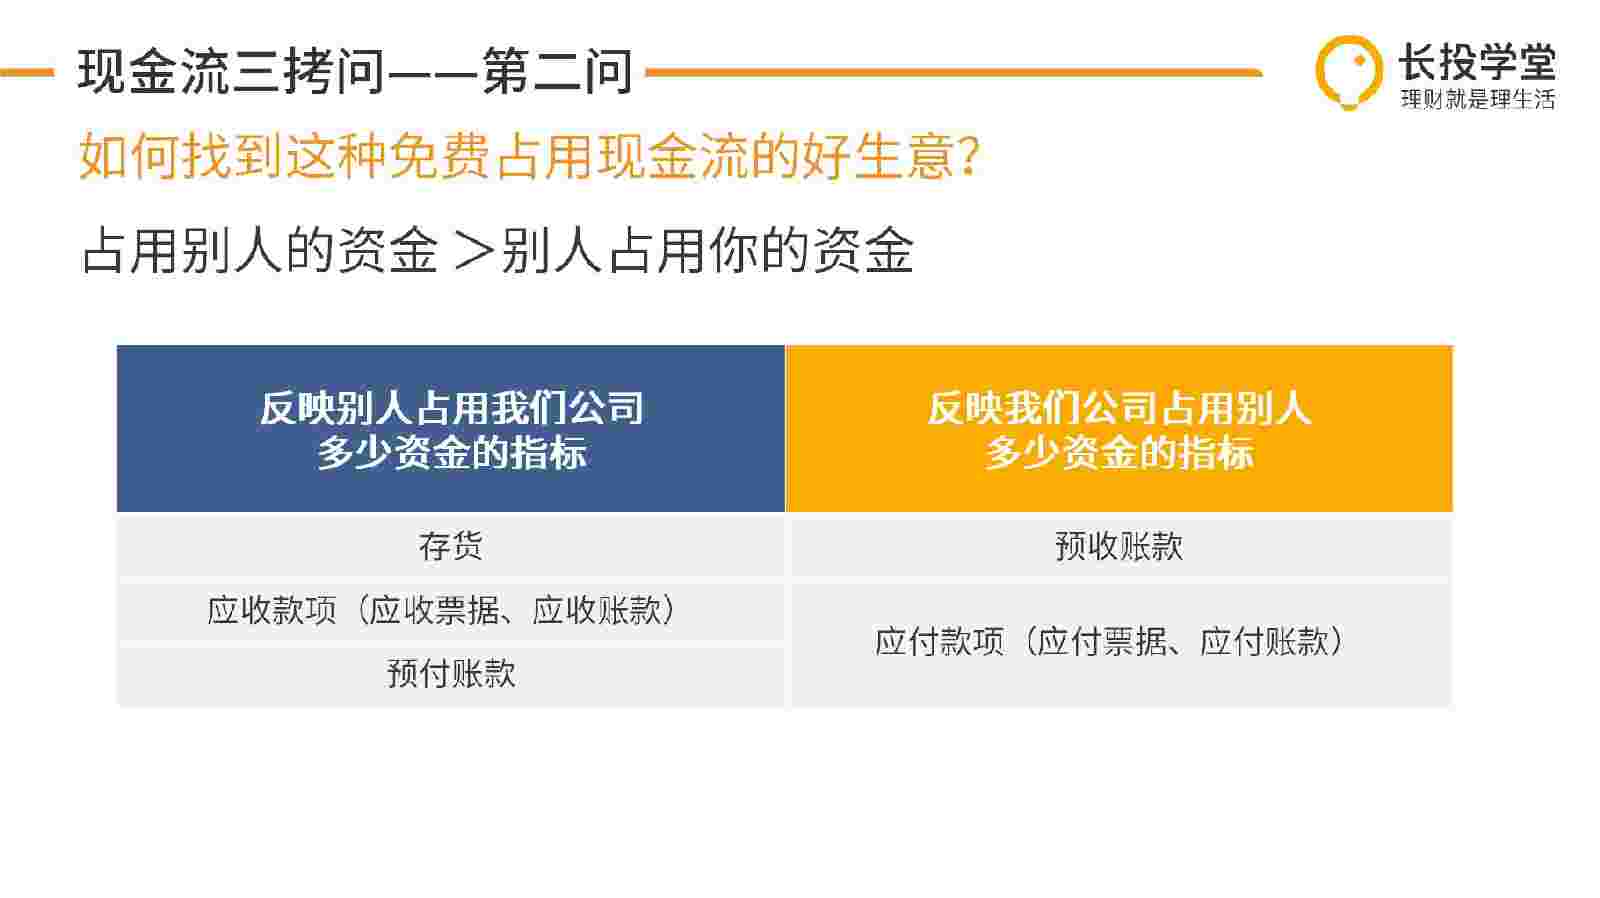 现金流三拷问——第二问
长投学堂
理财就是理生活
如何找到这种免费占用现金流的好生意?
占用别人的资金 ＞别人占用你的资金
反映别人占用我们公司
多少资金的指标
反映我们公司占用别人
多少资金的指标
存货
预收账款
应收款项（应收票据、应收账款）
应付款项（应付票据、应付账款）
预付账款